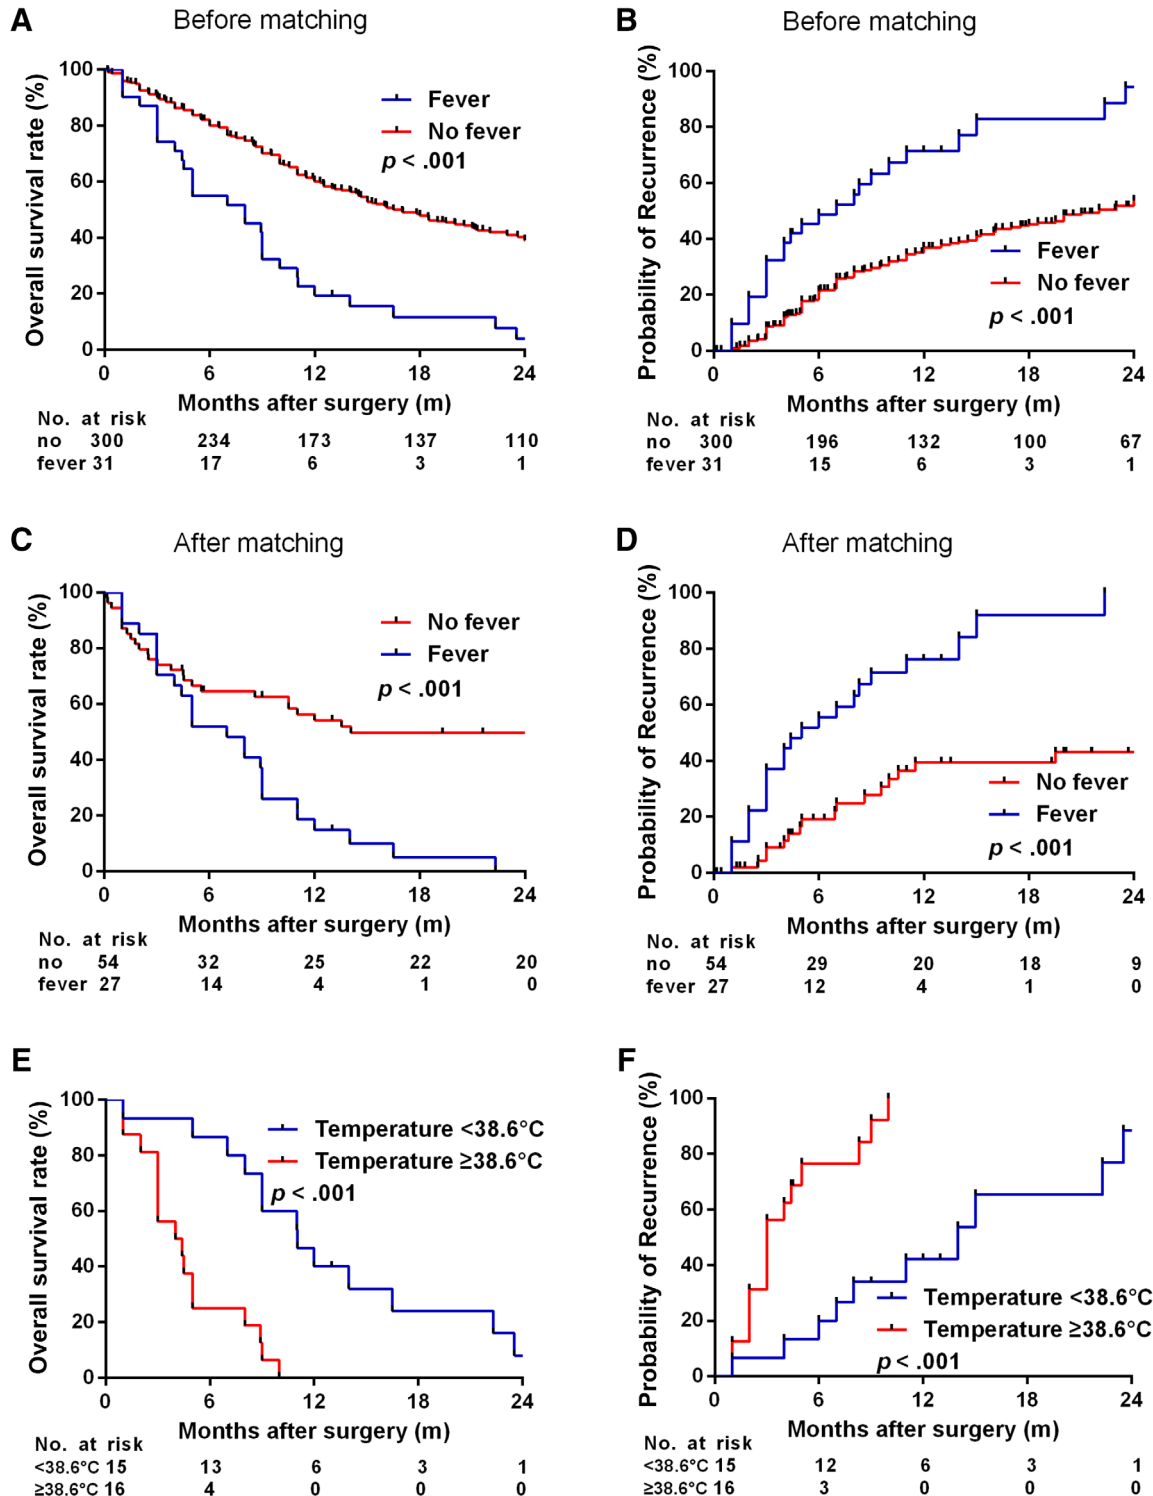 A
Before matching
Overall survival rate (%)
100
80
60
40
20
0
Fever
No fever
p < .001
0 6 12 18 24
Months after surgery (m)
No. at risk
no 300 234 173 137 110
fever 31 17 6 3 1
B
Before matching
Probability of Recurrence (%)
100
80
60
40
20
0
Fever
No fever
p < .001
0 6 12 18 24
Months after surgery (m)
No. at risk
no 300 196 132 100 67
fever 31 15 6 3 1
C
After matching
Overall survival rate (%)
100
80
60
40
20
0
No fever
Fever
p < .001
0 6 12 18 24
Months after surgery (m)
No. at risk
no 54 32 25 22 20
fever 27 14 4 1 0
D
After matching
Probability of Recurrence (%)
100
80
60
40
20
0
No fever
Fever
p < .001
0 6 12 18 24
Months after surgery (m)
No. at risk
no 54 29 20 18 9
fever 27 12 4 1 0
E
Overall survival rate (%)
100
80
60
40
20
0
Temperature <38.6°C
Temperature ≥38.6°C
p < .001
0 6 12 18 24
Months after surgery (m)
No. at risk
<38.6°C 15 13 6 3 1
≥38.6°C 16 4 0 0 0
F
Probability of Recurrence (%)
100
80
60
40
20
0
Temperature <38.6°C
Temperature ≥38.6°C
p < .001
0 6 12 18 24
Months after surgery (m)
No. at risk
<38.6°C 15 12 6 3 1
≥38.6°C 16 3 0 0 0